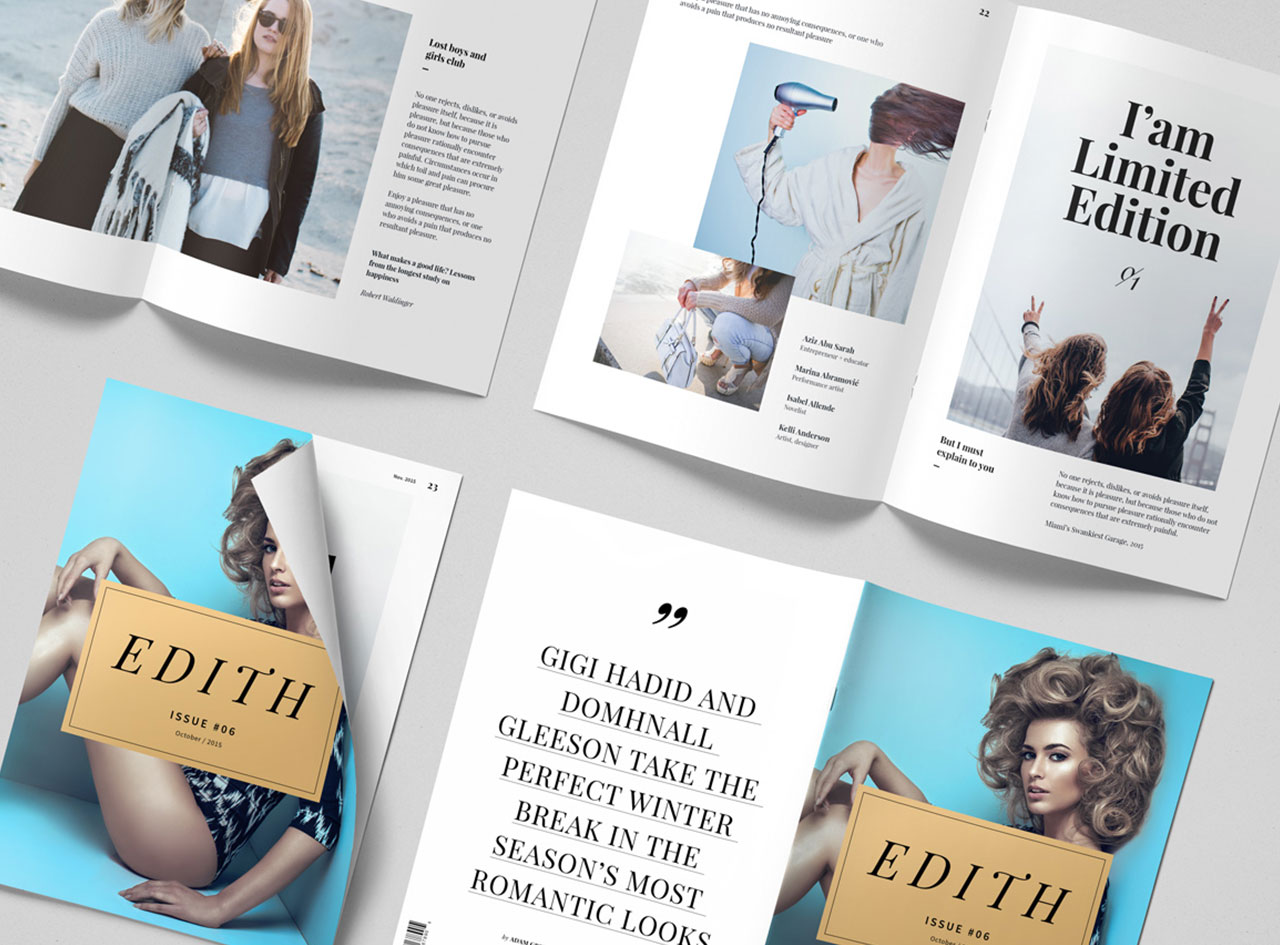 Lost boys and
girls club
No one rejects, dislikes, or avoids
pleasure itself, because it is
pleasure, but because those who
do not know how to pursue
pleasure rationally encounter
consequences that are extremely
painful. Circumstances occur in
which toil and pain can procure
him some great pleasure.
Enjoy a pleasure that has no
annoying consequences, or one
who avoids a pain that produces no
resultant pleasure.
What makes a good life? Lessons
from the longest study on
happiness
Robert Waldinger
pleasure that has no annoying consequences, or one who
avoids a pain that produces no resultant pleasure
22
Aziz Abu Sarah
Entrepreneur + educator
Marina Abramović
Performance artist
Isabel Allende
Novelist
Kelli Anderson
Artist, designer
I'am
Limited
Edition
0/1
But I must
explain to you
No one rejects, dislikes, or avoids pleasure itself,
because it is pleasure, but because those who do not
know how to pursue pleasure rationally encounter
consequences that are extremely painful.
Miami's Swankiest Garage, 2015
Nov. 2015 23
EDITH
ISSUE #06
October / 2015
”
GIGI HADID AND
DOMHNALL
GLEESON TAKE THE
PERFECT WINTER
BREAK IN THE
SEASON'S MOST
ROMANTIC LOOKS
by ADAM
EDITH
ISSUE #06